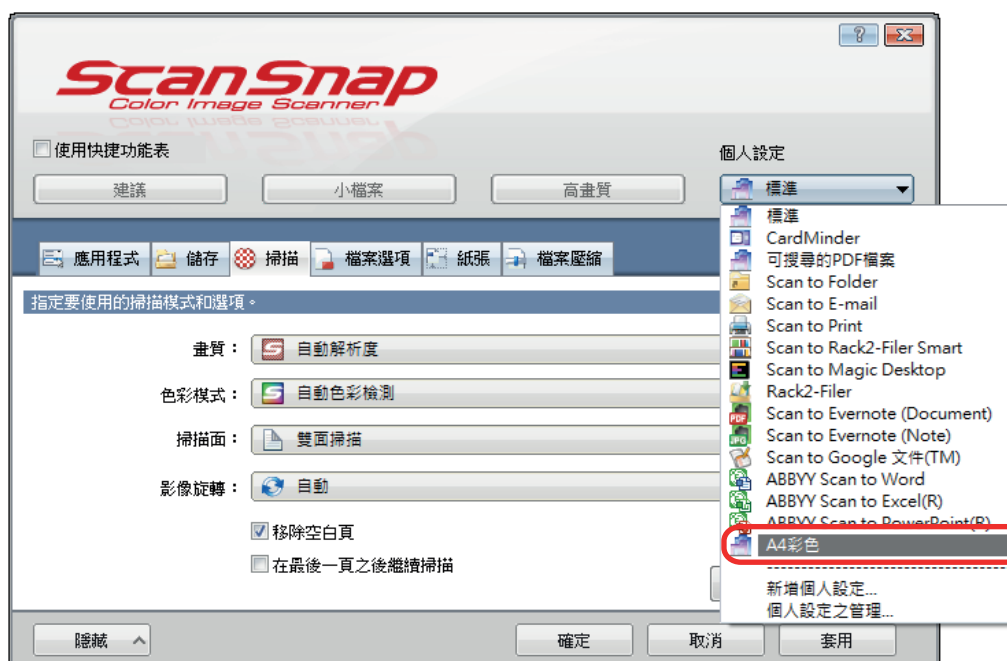 ScanSnap
Color Image Scanner
使用快捷功能表
個人設定
建議
小檔案
高畫質
標準
應用程式
儲存
掃描
檔案選項
紙張
檔案壓縮
指定要使用的掃描模式和選項。
畫質：
自動解析度
色彩模式：
自動色彩檢測
掃描面：
雙面掃描
影像旋轉：
自動
移除空白頁
在最後一頁之後繼續掃描
標準
CardMinder
可搜尋的PDF檔案
Scan to Folder
Scan to E-mail
Scan to Print
Scan to Rack2-Filer Smart
Scan to Magic Desktop
Rack2-Filer
Scan to Evernote (Document)
Scan to Evernote (Note)
Scan to Google 文件(TM)
ABBYY Scan to Word
ABBYY Scan to Excel(R)
ABBYY Scan to PowerPoint(R)
A4彩色
新增個人設定...
個人設定之管理...
隱藏
確定
取消
套用